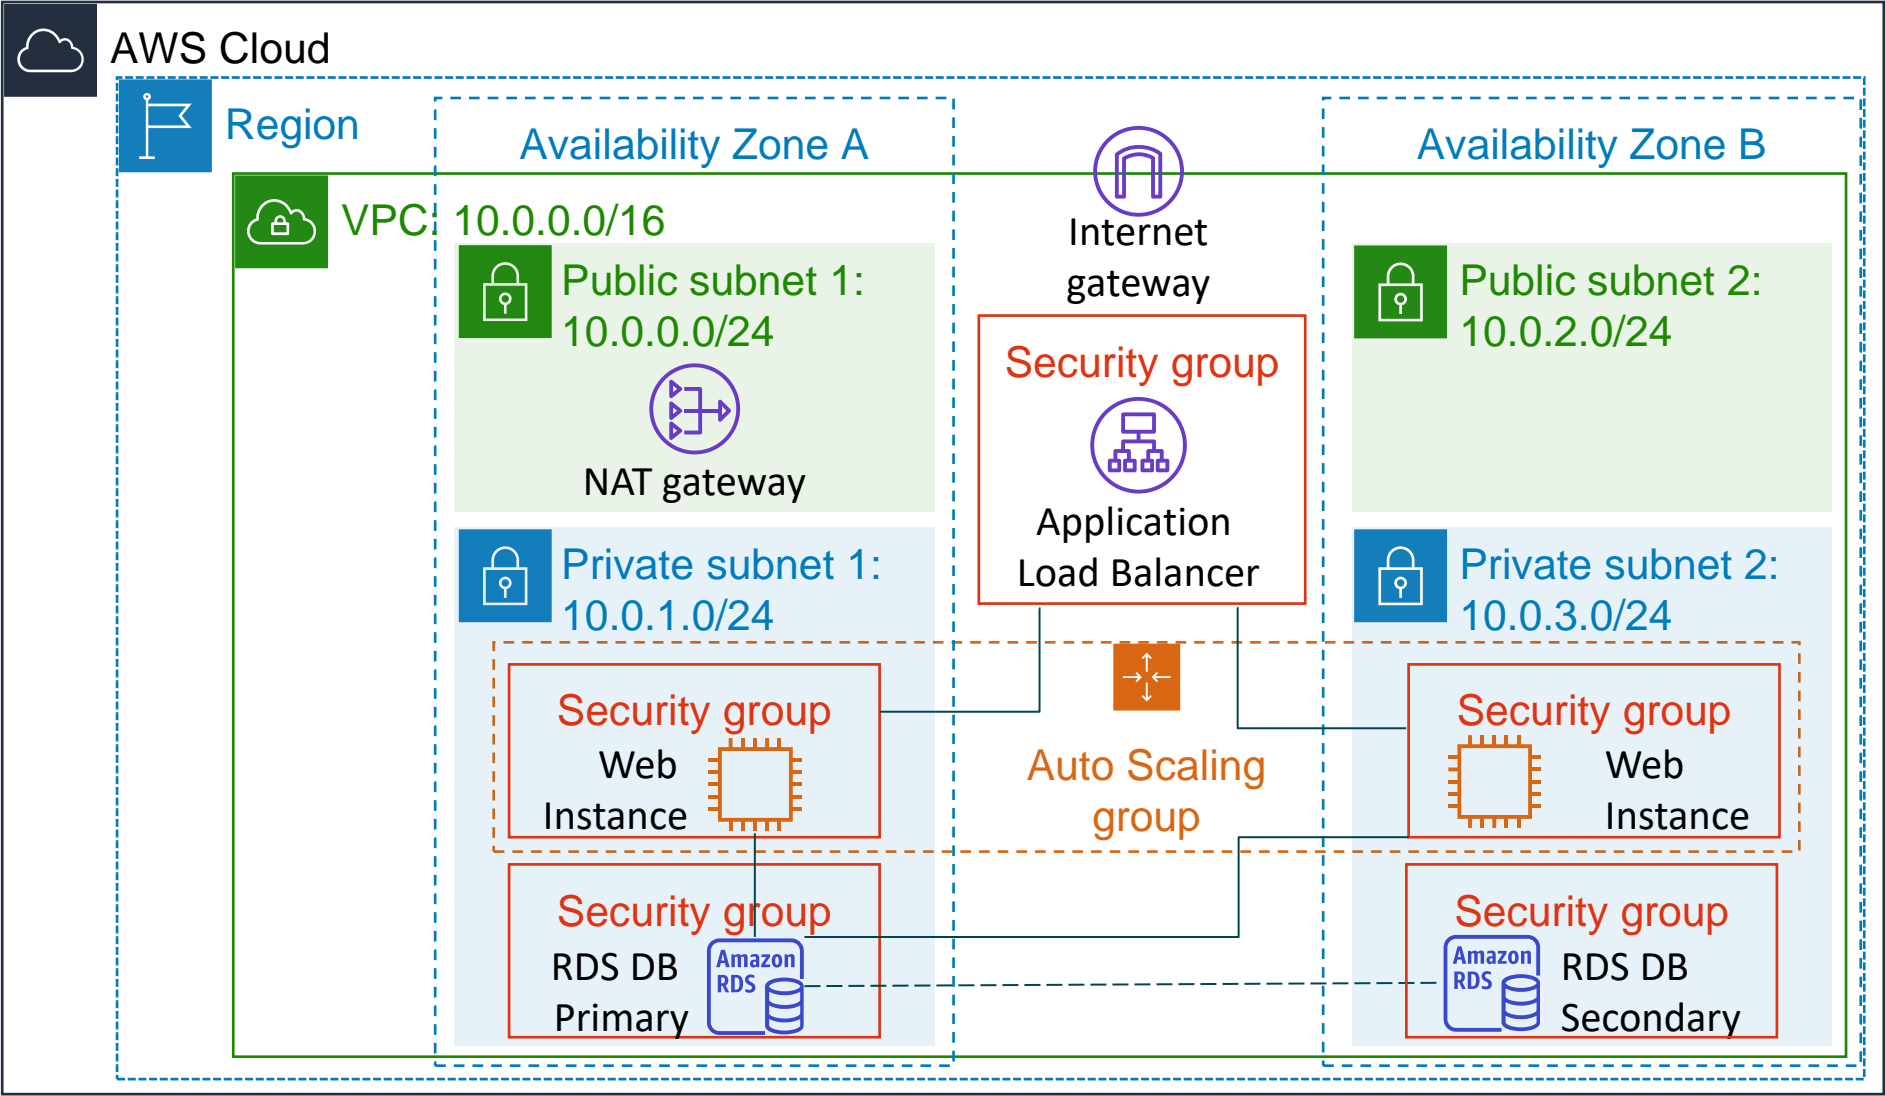 AWS Cloud
Region
Availability Zone A
Availability Zone B
VPC: 10.0.0.0/16
Internet
gateway
Public subnet 1:
10.0.0.0/24
NAT gateway
Public subnet 2:
10.0.2.0/24
Security group
Application
Load Balancer
Private subnet 1:
10.0.1.0/24
Private subnet 2:
10.0.3.0/24
Security group
Web
Instance
Auto Scaling
group
Security group
Web
Instance
Security group
RDS DB
Primary
Amazon
RDS
Security group
Amazon
RDS
RDS DB
Secondary